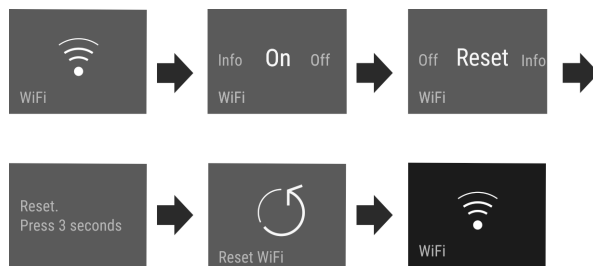 WiFi
Info On Off
WiFi
Off Reset Info
WiFi
Reset.
Press 3 seconds
Reset WiFi
WiFi